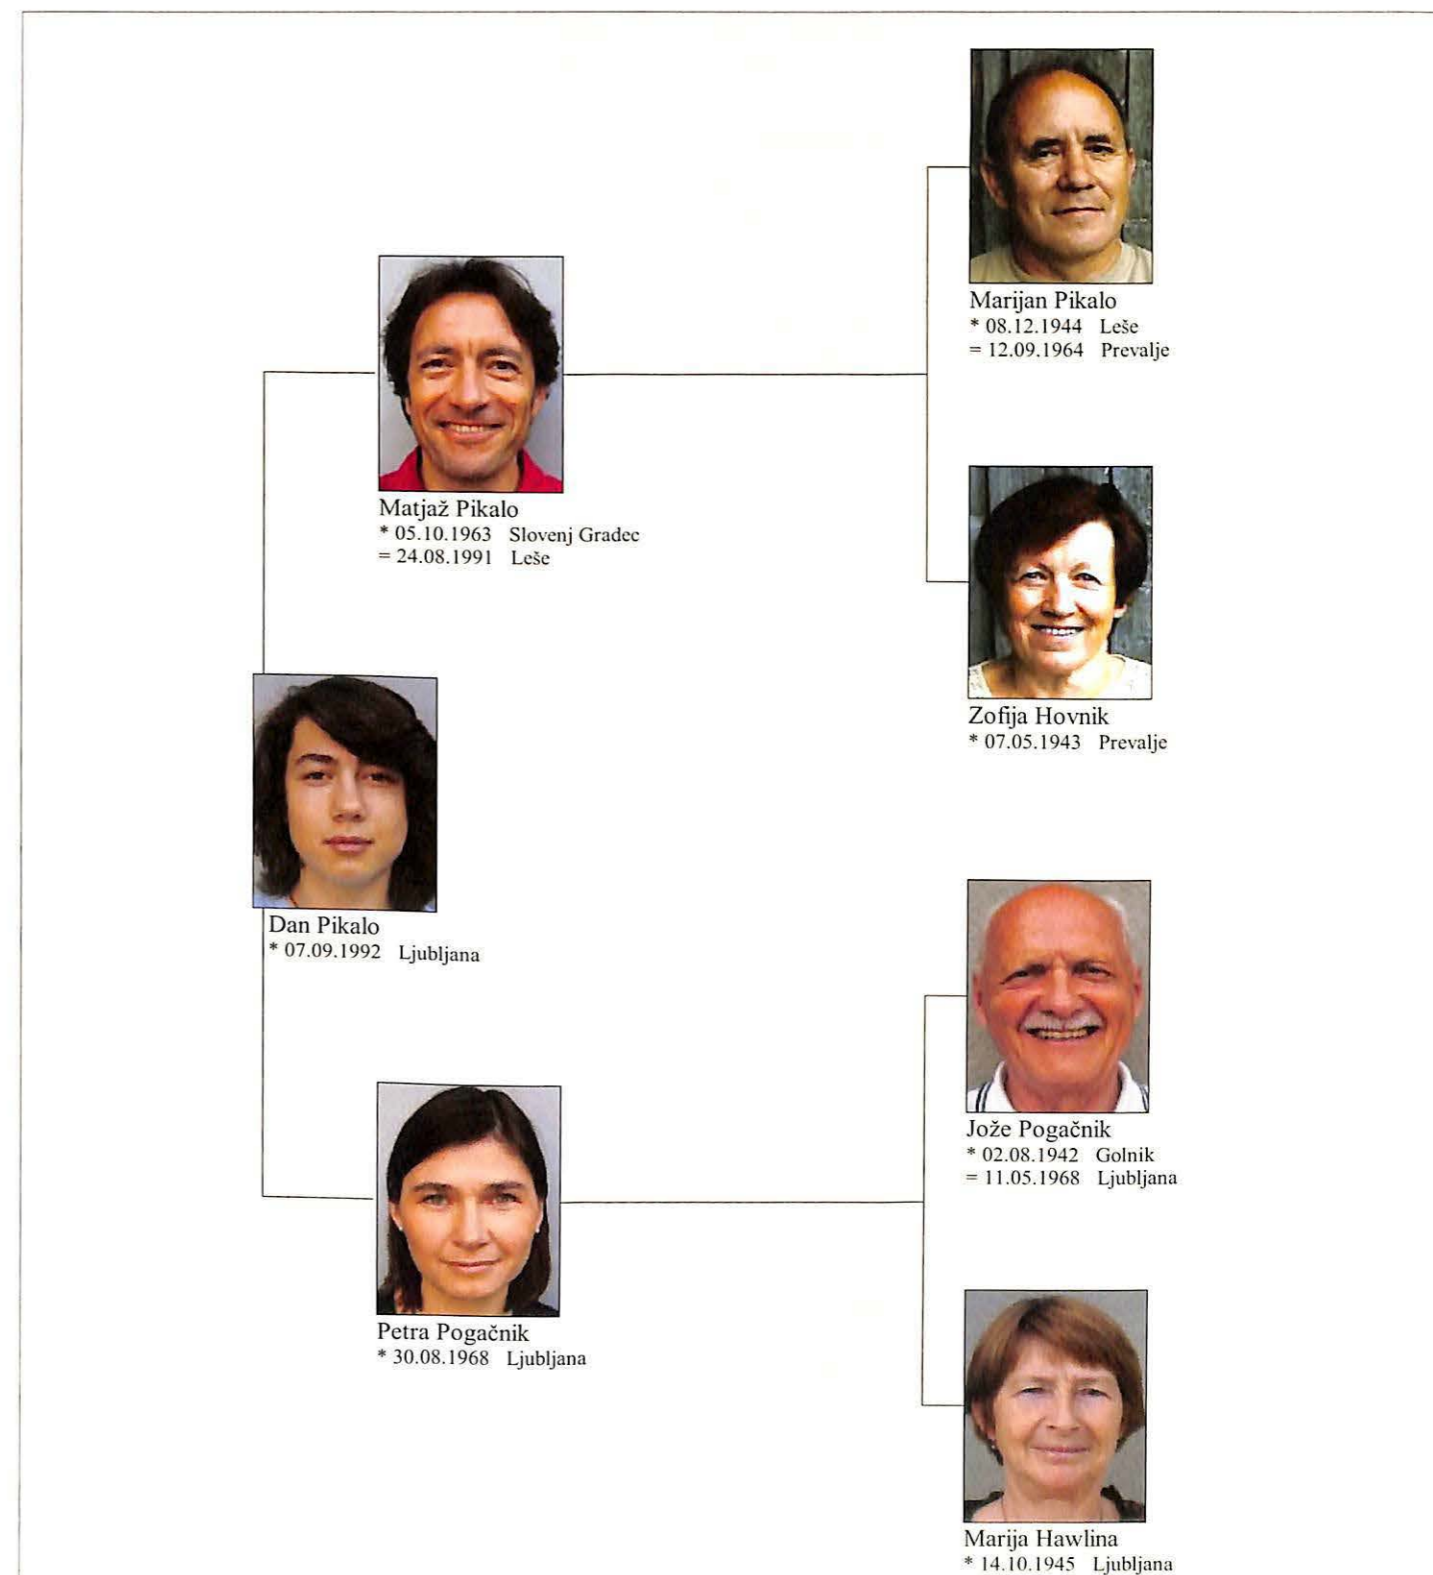 Marijan Pikalo
* 08.12.1944 Leše
= 12.09.1964 Prevalje
Matjaž Pikalo
* 05.10.1963 Slovenj Gradec
= 24.08.1991 Leše
Zofija Hovnik
* 07.05.1943 Prevalje
Dan Pikalo
* 07.09.1992 Ljubljana
Jože Pogačnik
* 02.08.1942 Golnik
= 11.05.1968 Ljubljana
Petra Pogačnik
* 30.08.1968 Ljubljana
Marija Hawlina
* 14.10.1945 Ljubljana